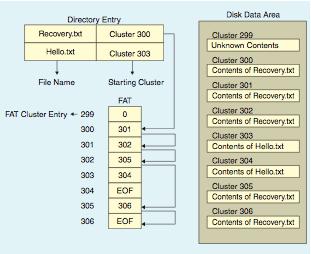 Directory Entry
Recovery.txt Cluster 300
Hello.txt Cluster 303
File Name Starting Cluster
FAT
FAT Cluster Entry 299 0
300 301
301 302
302 305
303 304
304 EOF
305 306
306 EOF
Disk Data Area
Cluster 299
Unknown Contents
Cluster 300
Contents of Recovery.txt
Cluster 301
Contents of Recovery.txt
Cluster 302
Contents of Recovery.txt
Cluster 303
Contents of Hello.txt
Cluster 304
Contents of Hello.txt
Cluster 305
Contents of Recovery.txt
Cluster 306
Contents of Recovery.txt